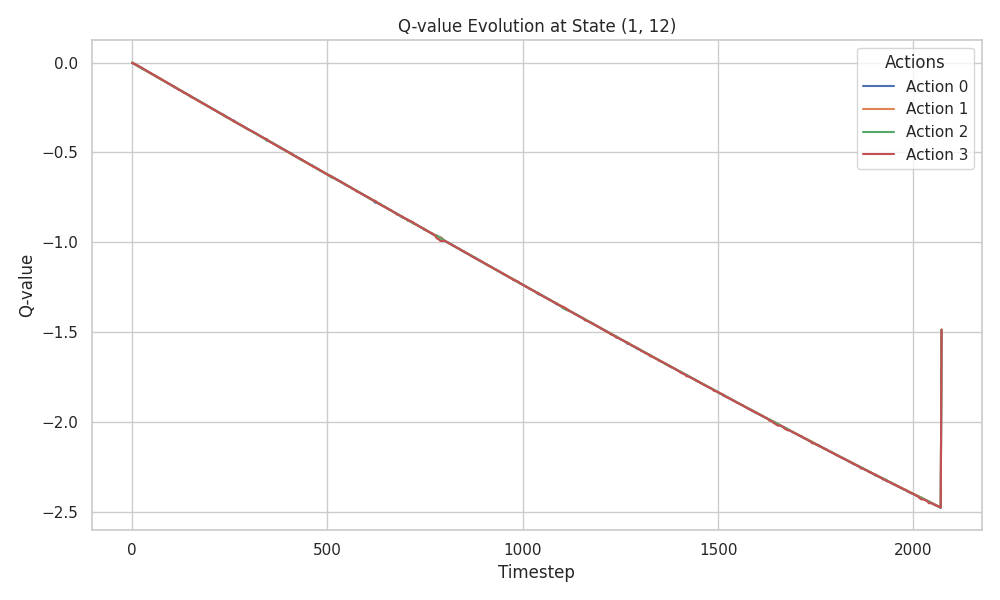 Q-value Evolution at State (1, 12)
Actions
Action 0
Action 1
Action 2
Action 3
Q-value
0.0
−0.5
−1.0
−1.5
−2.0
−2.5
0
500
1000
1500
2000
Timestep